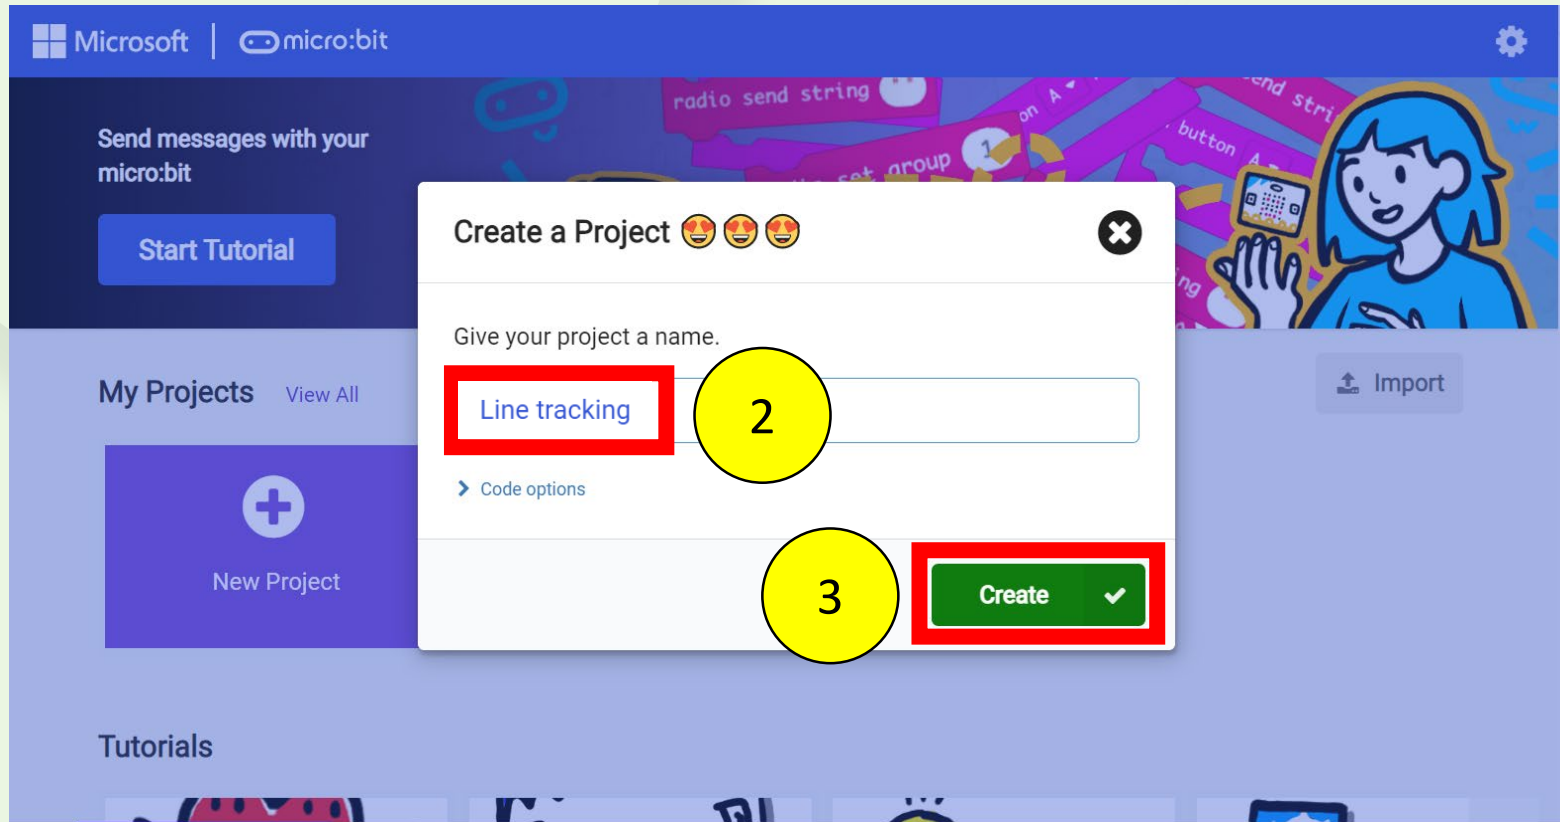 Microsoft
micro:bit
radio send string
Send messages with your
micro:bit
Start Tutorial
set group 1
button A
Create a Project 😍😍😍
Give your project a name.
My Projects View All
Import
Line tracking
2
Code options
New Project
3
Create
Tutorials